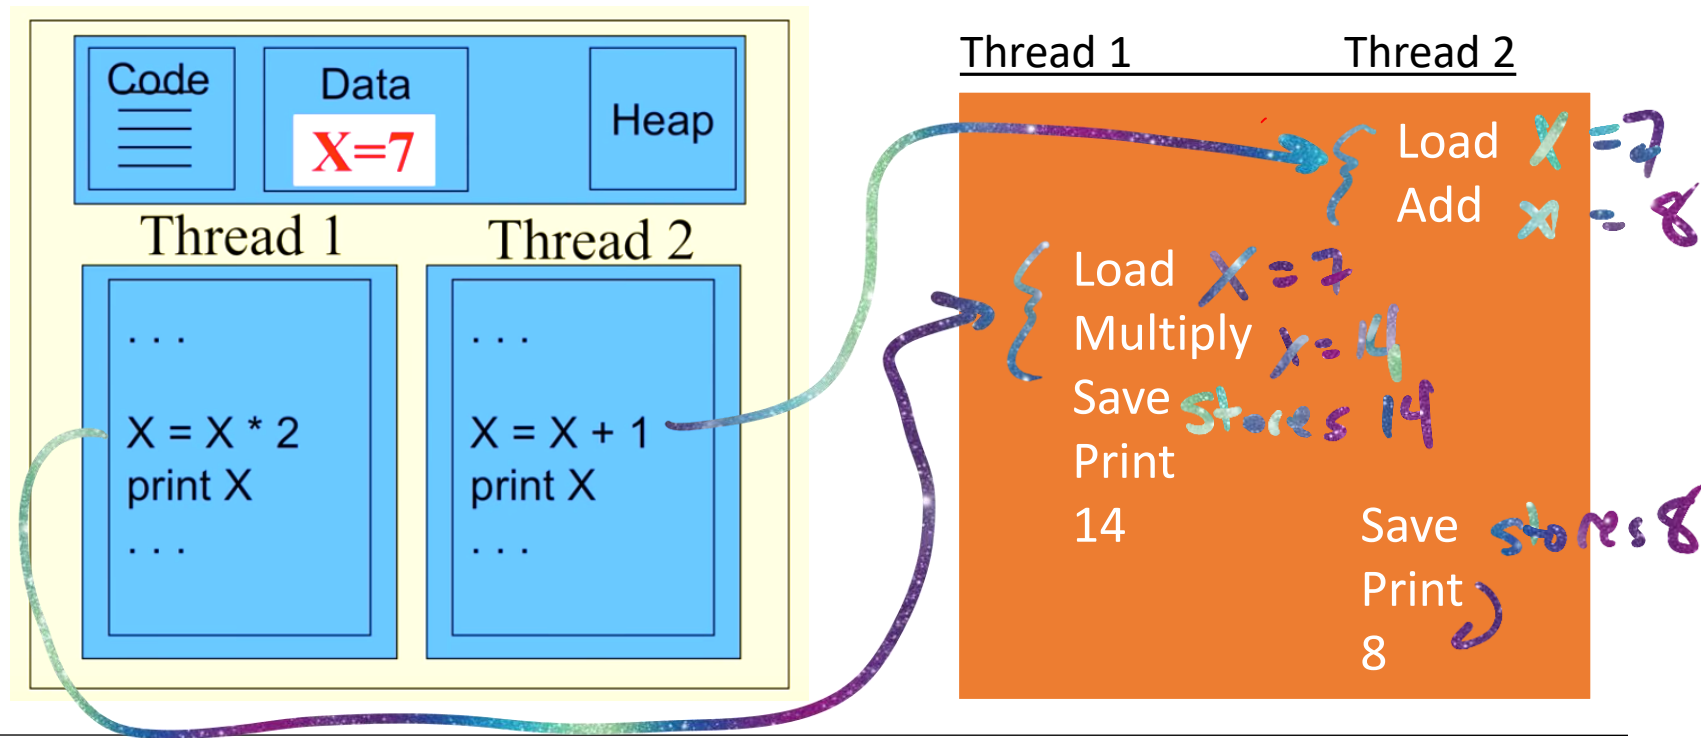 Code
Data
X=7
Heap
Thread 1
Thread 2
. . .
X = X * 2
print X
. . .
. . .
X = X + 1
print X
. . .
Thread 1 Thread 2
Load X = 7
Add X = 8
Load X = 7
Multiply X = 14
Save stores 14
Print
14
Save stores 8
Print
8